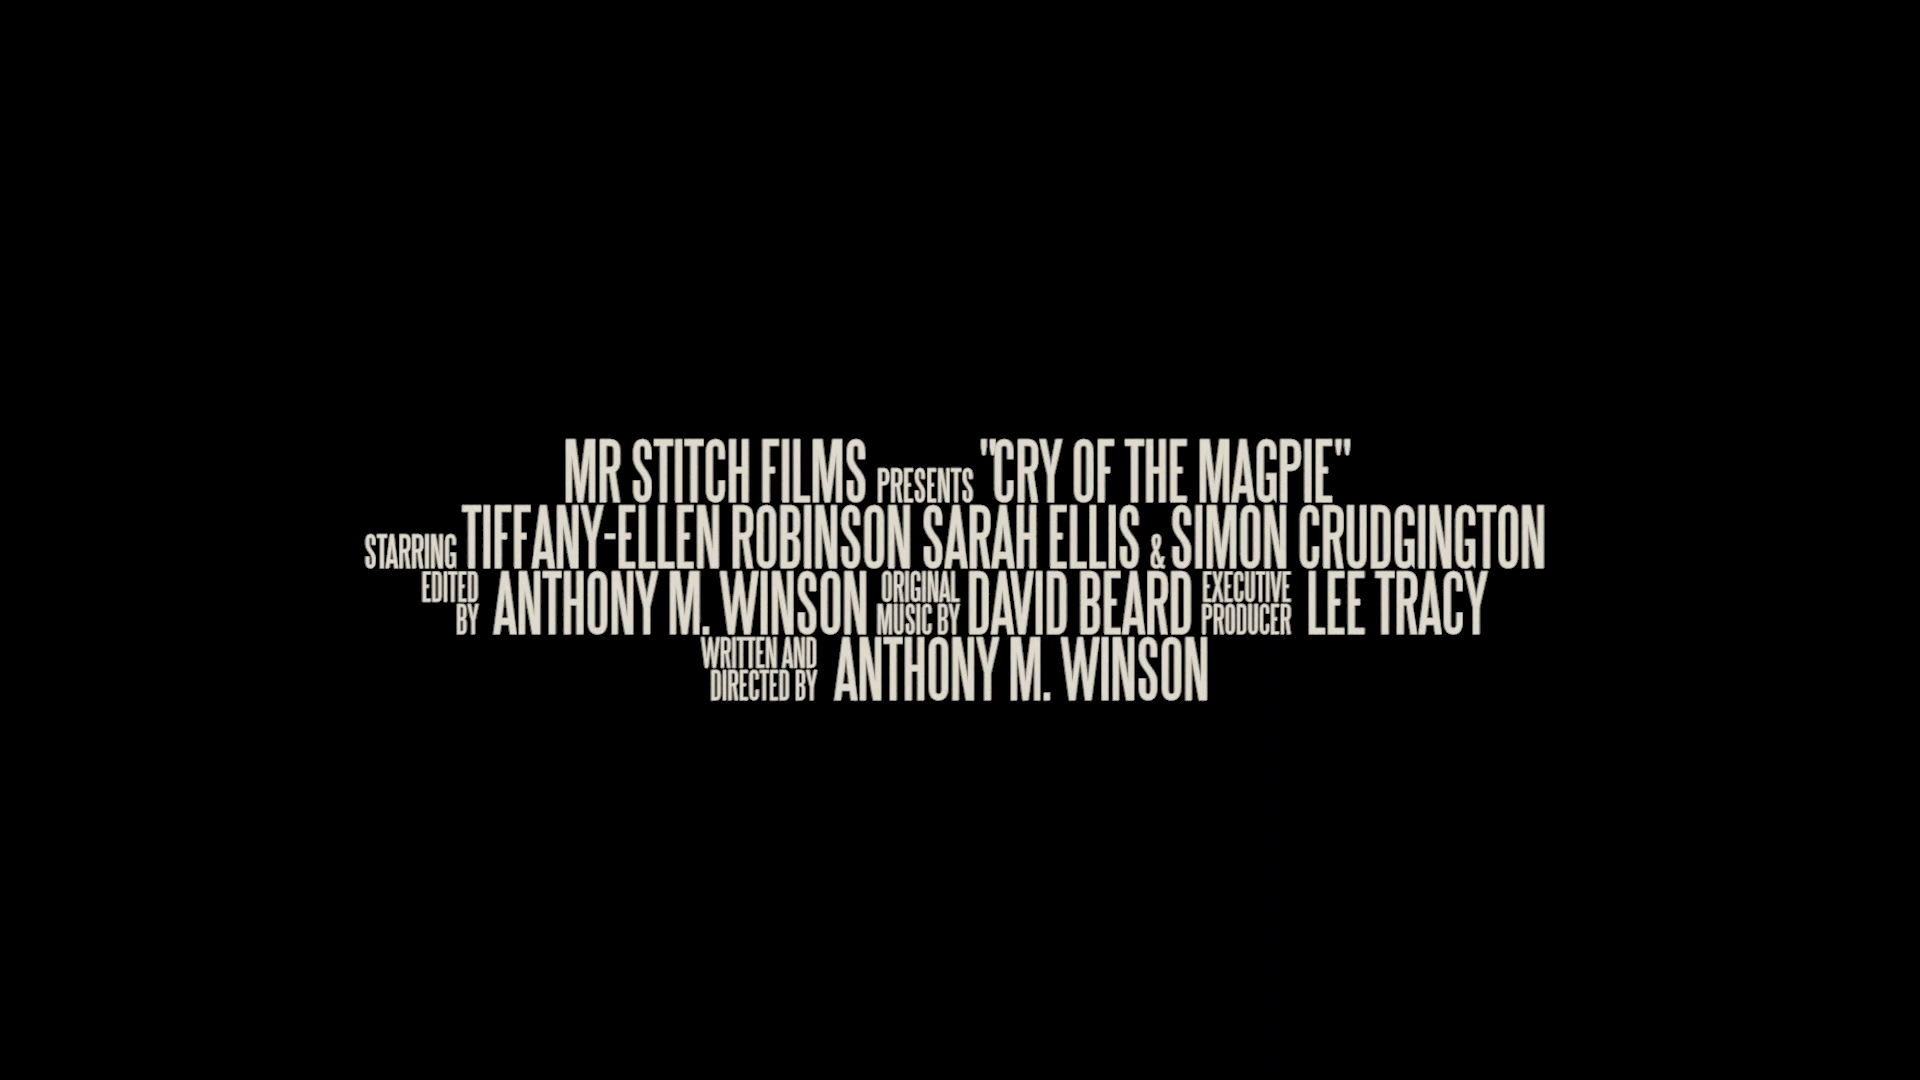 MR STITCH FILMS PRESENTS "CRY OF THE MAGPIE"
STARRING TIFFANY-ELLEN ROBINSON SARAH ELLIS & SIMON CRUDGINGTON
EDITED BY ANTHONY M. WINSON ORIGINAL MUSIC BY DAVID BEARD EXECUTIVE PRODUCER LEE TRACY
WRITTEN AND DIRECTED BY ANTHONY M. WINSON